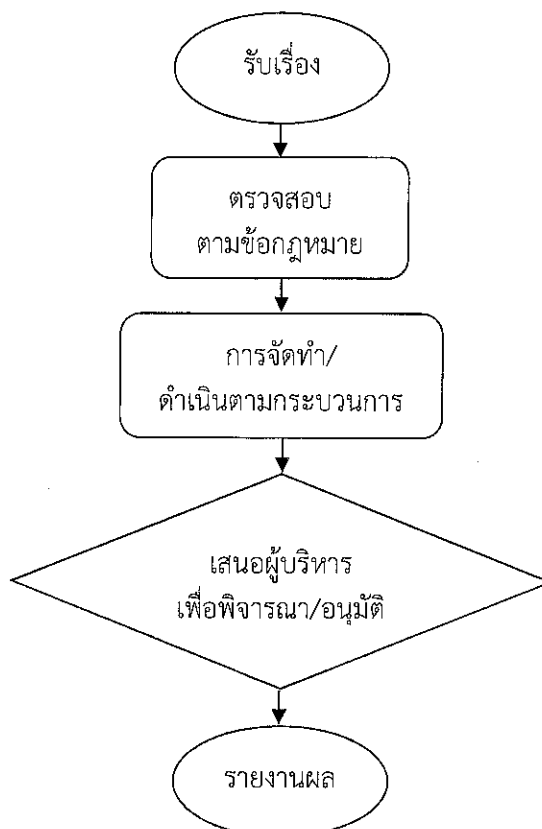 รับเรื่อง
ตรวจสอบ
ตามข้อกฎหมาย
การจัดทำ/
ดำเนินตามกระบวนการ
เสนอผู้บริหาร
เพื่อพิจารณา/อนุมัติ
รายงานผล